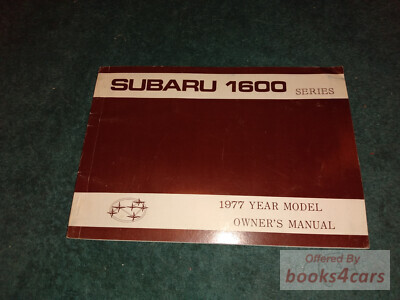 SUBARU 1600 SERIES
1977 YEAR MODEL
OWNER'S MANUAL
Offered By
books4cars